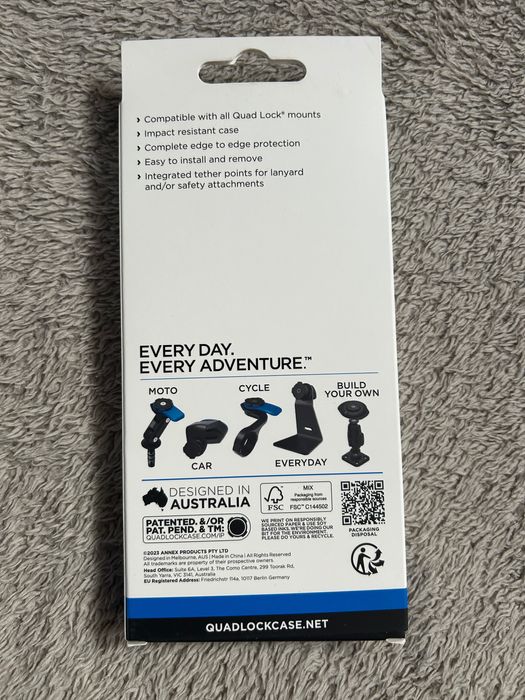 › Compatible with all Quad Lock® mounts
› Impact resistant case
› Complete edge to edge protection
› Easy to install and remove
› Integrated tether points for lanyard
and/or safety attachments
EVERY DAY.
EVERY ADVENTURE.™
MOTO
CAR
CYCLE
EVERYDAY
BUILD
YOUR OWN
DESIGNED IN
AUSTRALIA
PATENTED. &/OR
PAT. PEND. & TM:
QUADLOCKCASE.COM/IP
FSC
MIX
Packaging from
responsible sources
FSC™ C144502
WE PRINT ON RESPONSIBLY
SOURCED PAPER & USE SOY
BASED INKS. WE'RE DOING OUR
BIT FOR THE ENVIRONMENT
PLEASE DO YOURS & RECYCLE.
PACKAGING
DISPOSAL
©2023 ANNEX PRODUCTS PTY LTD
Designed in Melbourne, AUS | Made in China | All Rights Reserved
All trademarks are property of their prospective owners.
Head Office: Suite 6A, Level 3, The Como Centre, 299 Toorak Rd,
South Yarra, VIC 3141, Australia
EU Registered Address: Friedrichstr 114a, 10117 Berlin Germany
QUADLOCKCASE.NET